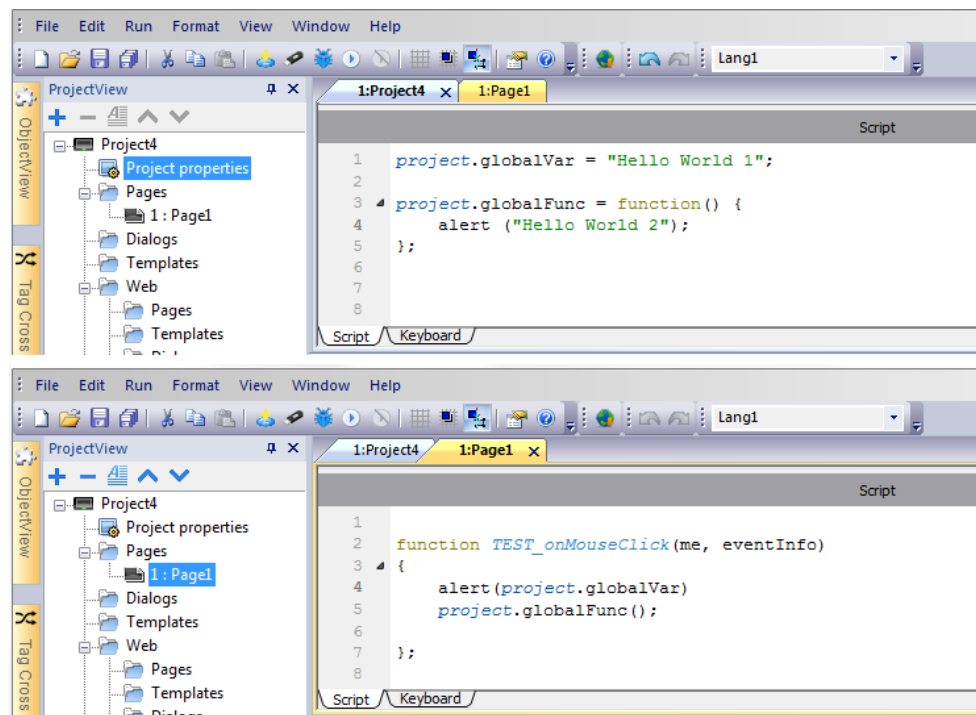 File Edit Run Format View Window Help
Lang1
ProjectView
1:Project4
1:Page1
ObjectView
Tag Cross
Project4
Project properties
Pages
1 : Page1
Dialogs
Templates
Web
Pages
Templates
Script
1 project.globalVar = "Hello World 1";
2
3 project.globalFunc = function() {
4 alert ("Hello World 2");
5 };
6
7
8
Script Keyboard
File Edit Run Format View Window Help
Lang1
ProjectView
1:Project4
1:Page1
ObjectView
Tag Cross
Project4
Project properties
Pages
1 : Page1
Dialogs
Templates
Web
Pages
Templates
Script
1
2 function TEST_onMouseClick(me, eventInfo)
3 {
4 alert(project.globalVar)
5 project.globalFunc();
6
7 };
8
Script Keyboard